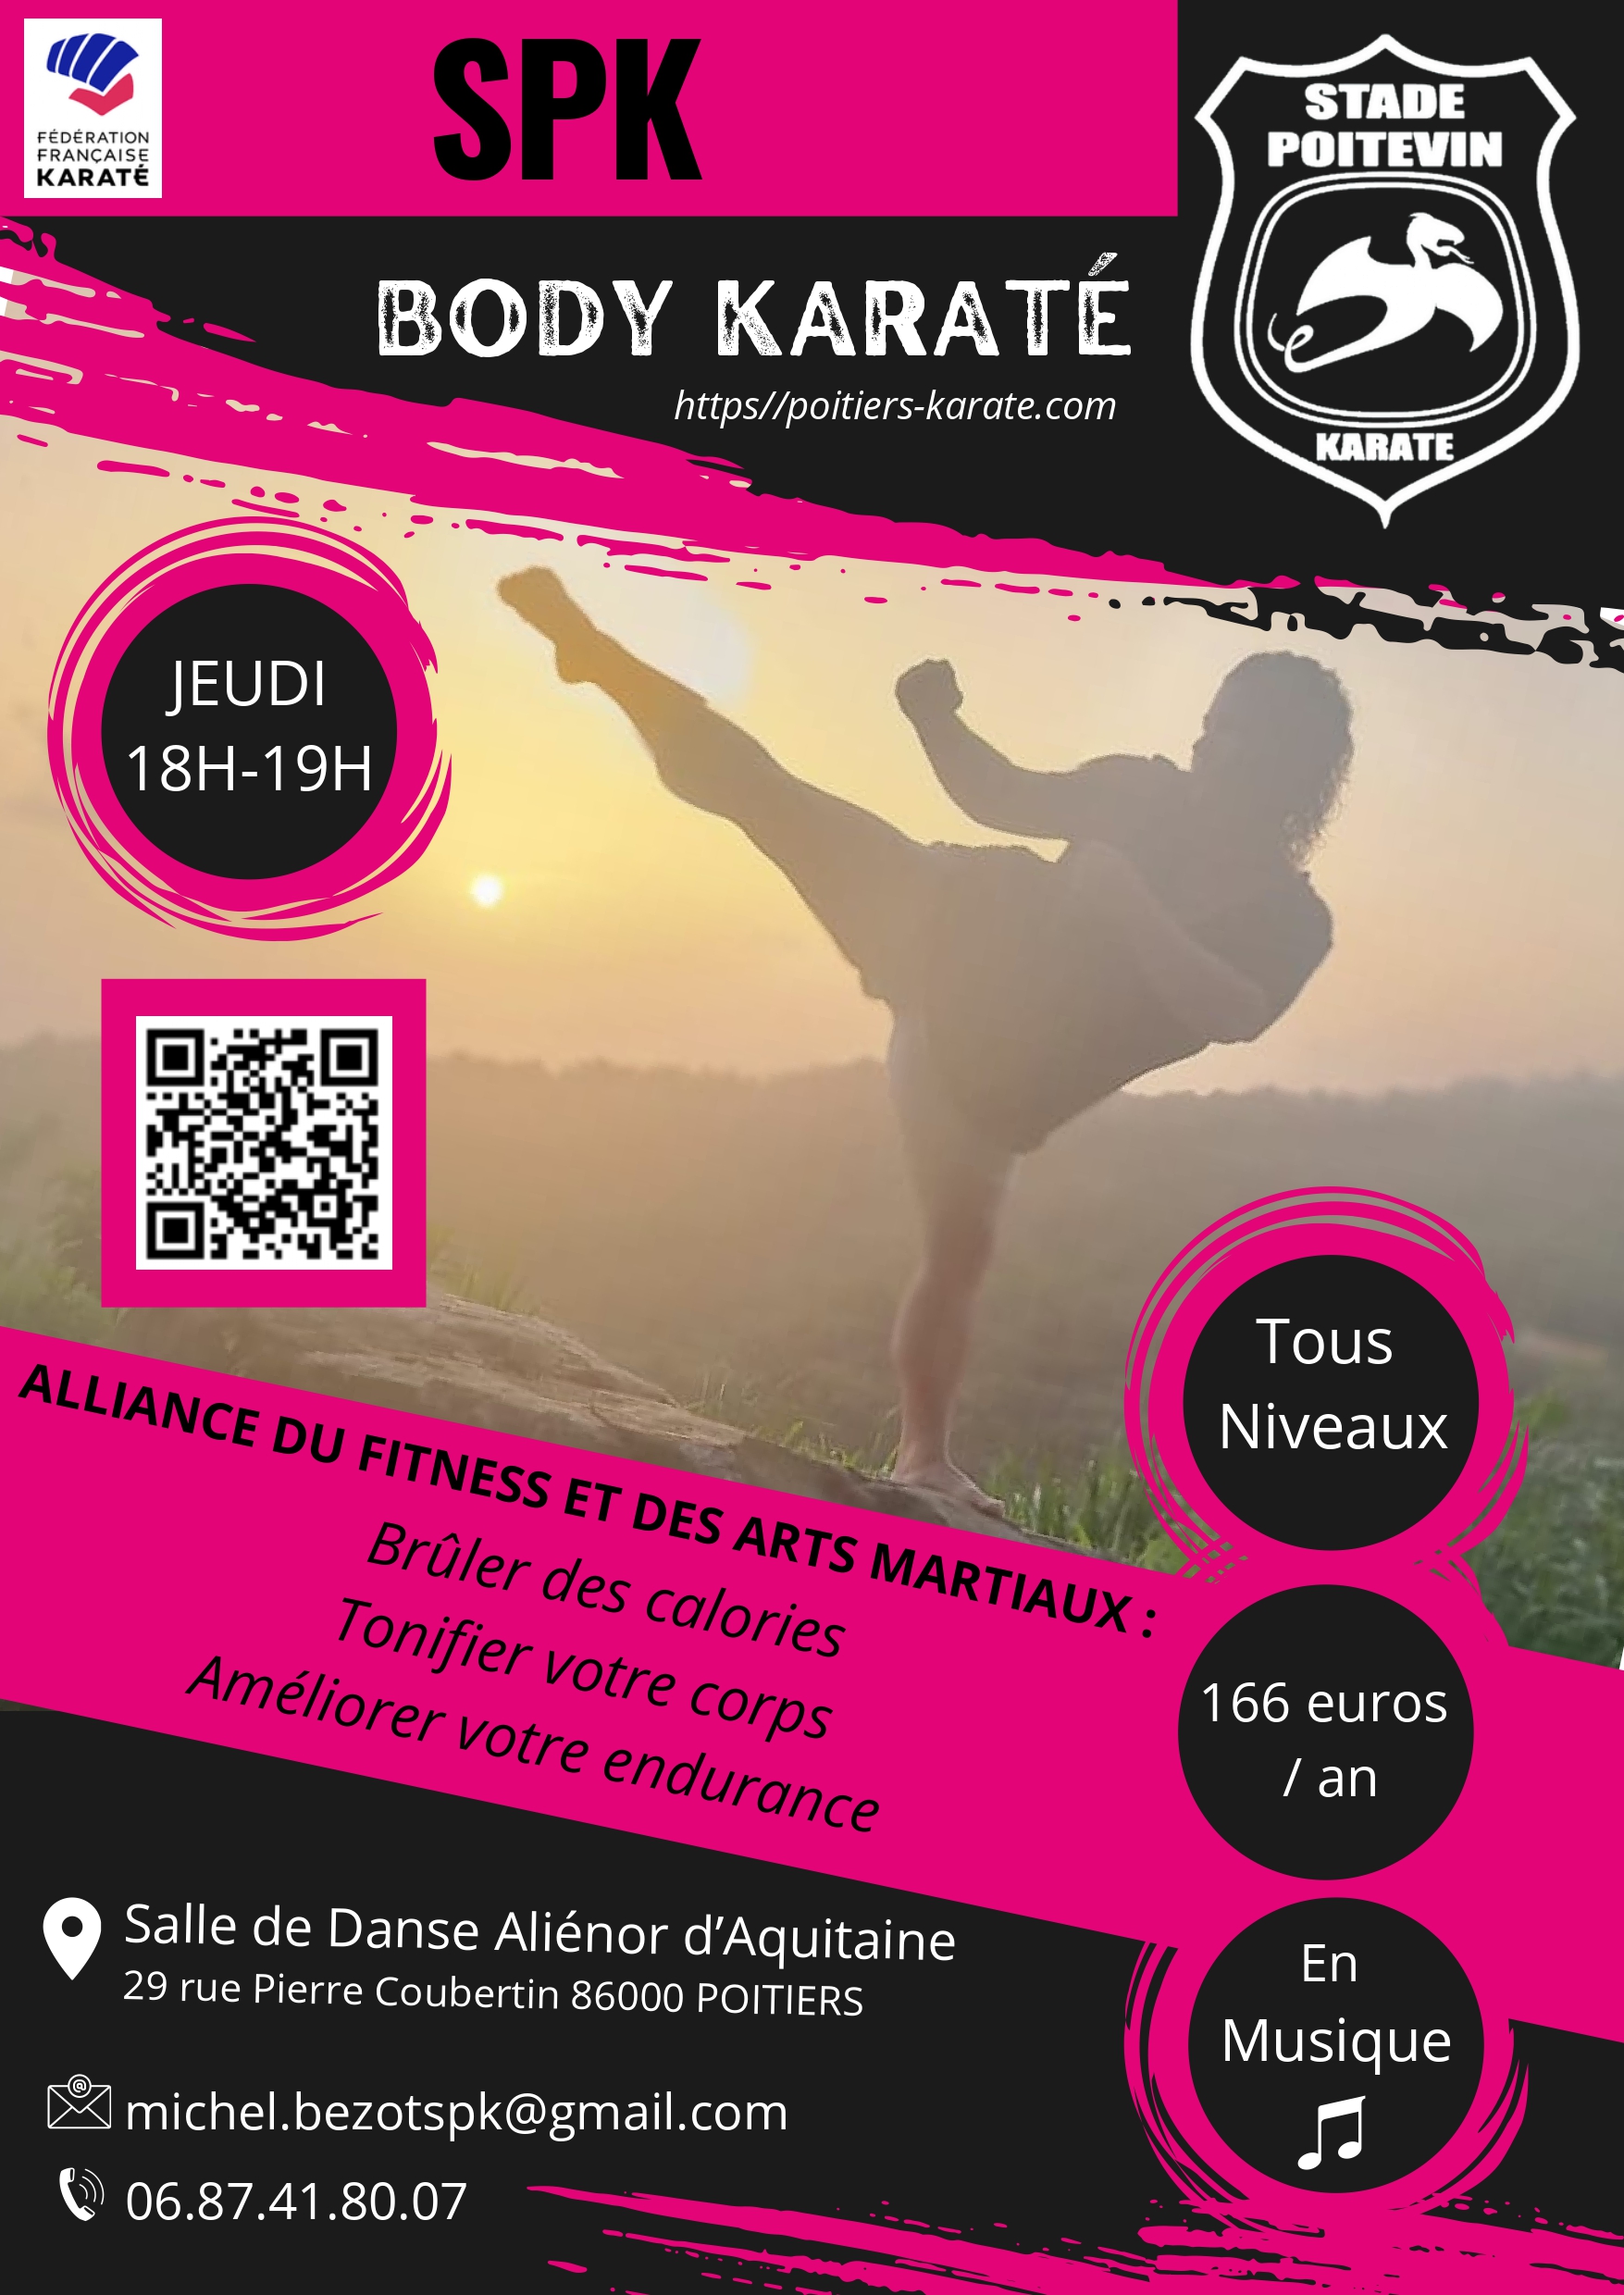 FÉDÉRATION
FRANÇAISE
KARATÉ
SPK
STADE
POITEVIN
KARATE
BODY KARATÉ
https//poitiers-karate.com
JEUDI
18H-19H
Tous
Niveaux
ALLIANCE DU FITNESS ET DES ARTS MARTIAUX :
Brûler des calories
Tonifier votre corps
Améliorer votre endurance
166 euros
/ an
En
Musique
Salle de Danse Aliénor d’Aquitaine
29 rue Pierre Coubertin 86000 POITIERS
michel.bezotspk@gmail.com
06.87.41.80.07